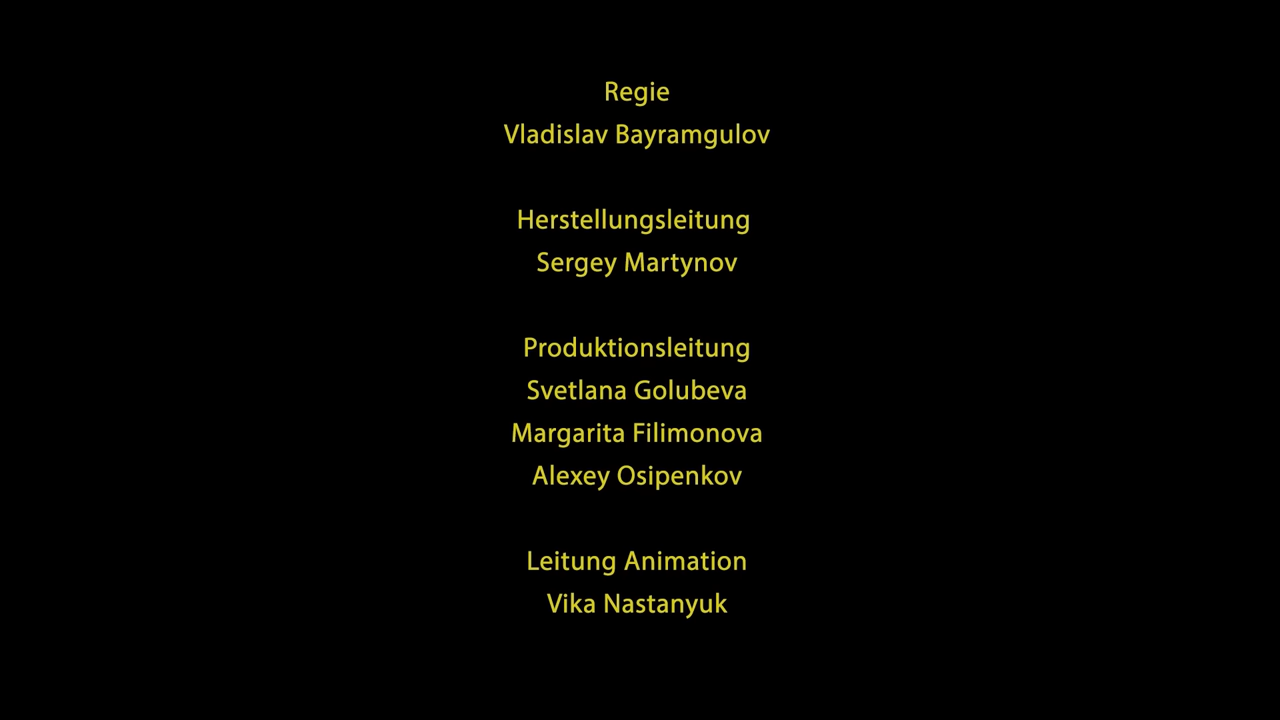 Regie
Vladislav Bayramgulov
Herstellungsleitung
Sergey Martynov
Produktionsleitung
Svetlana Golubeva
Margarita Filimonova
Alexey Osipenkov
Leitung Animation
Vika Nastanyuk